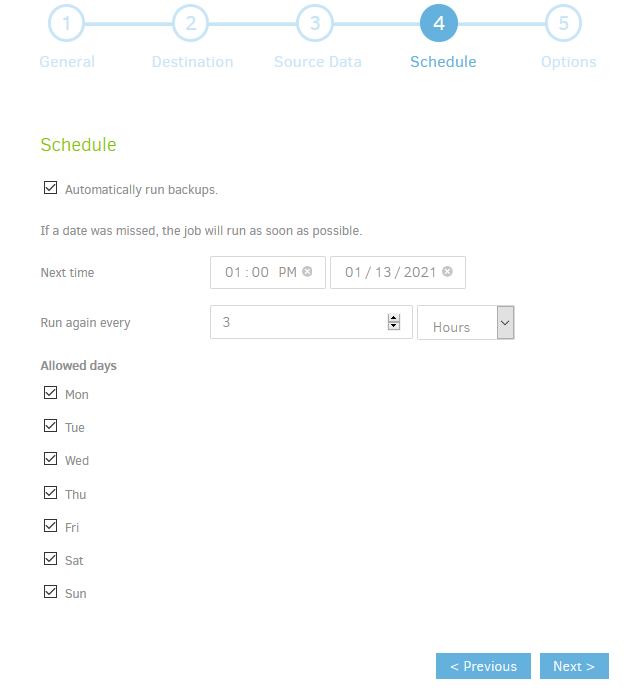 1 2 3 4 5
General Destination Source Data Schedule Options
Schedule
Automatically run backups.
If a date was missed, the job will run as soon as possible.
Next time 01 : 00 PM 01 / 13 / 2021
Run again every 3 Hours
Allowed days
Mon
Tue
Wed
Thu
Fri
Sat
Sun
< Previous Next >